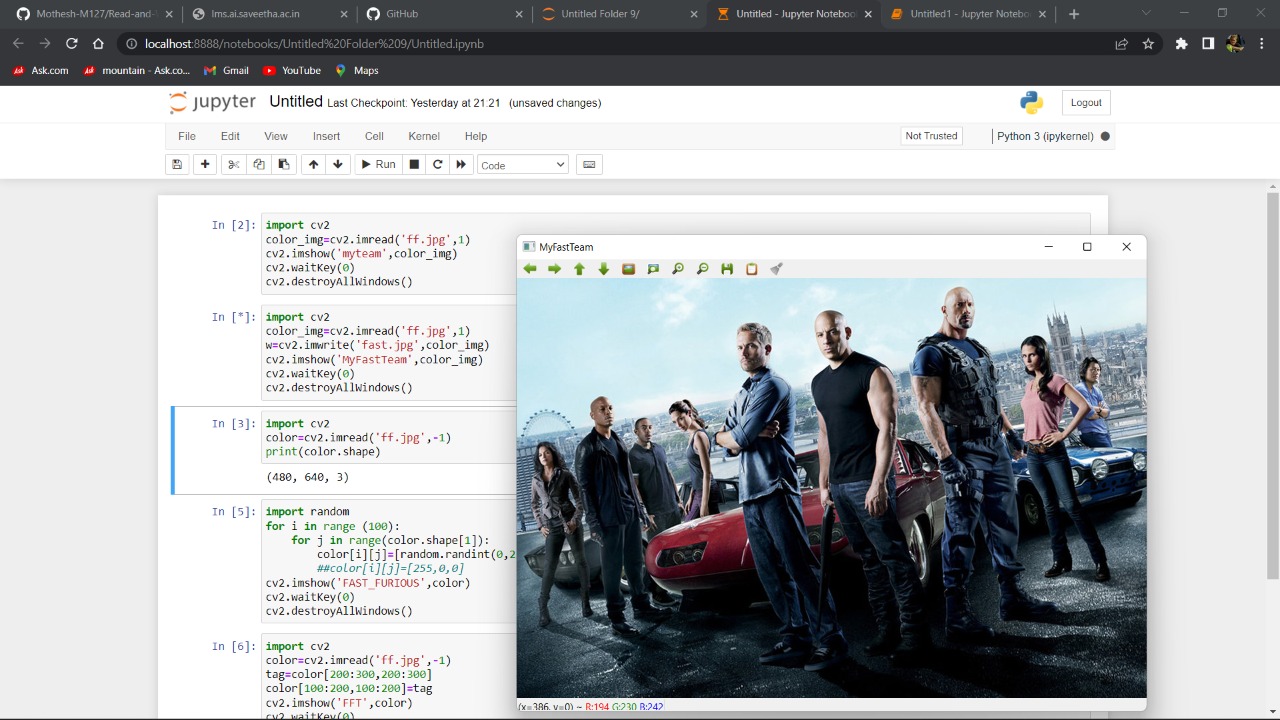 Mothesh-M127/Read-and-
lms.ai.saveetha.ac.in
GitHub
Untitled Folder 9/
Untitled - Jupyter Notebook
Untitled1 - Jupyter Notebook
localhost:8888/notebooks/Untitled%20Folder%209/Untitled.ipynb
Ask.com
mountain - Ask.co...
Gmail
YouTube
Maps
jupyter Untitled Last Checkpoint: Yesterday at 21:21 (unsaved changes)
Logout
File Edit View Insert Cell Kernel Help
Not Trusted
Python 3 (ipykernel)
Run
Code
In [2]:
import cv2
color_img=cv2.imread('ff.jpg',1)
cv2.imshow('myteam',color_img)
cv2.waitKey(0)
cv2.destroyAllWindows()
In [*]:
import cv2
color_img=cv2.imread('ff.jpg',1)
w=cv2.imwrite('fast.jpg',color_img)
cv2.imshow('MyFastTeam',color_img)
cv2.waitKey(0)
cv2.destroyAllWindows()
In [3]:
import cv2
color=cv2.imread('ff.jpg',-1)
print(color.shape)
(480, 640, 3)
In [5]:
import random
for i in range (100):
    for j in range(color.shape[1]):
        color[i][j]=[random.randint(0,2
        ##color[i][j]=[255,0,0]
cv2.imshow('FAST_FURIOUS',color)
cv2.waitKey(0)
cv2.destroyAllWindows()
In [6]:
import cv2
color=cv2.imread('ff.jpg',-1)
tag=color[200:300,200:300]
color[100:200,100:200]=tag
cv2.imshow('FFT',color)
cv2.waitKey(0)
MyFastTeam
(x=386, y=0) ~ R:194 G:230 B:242